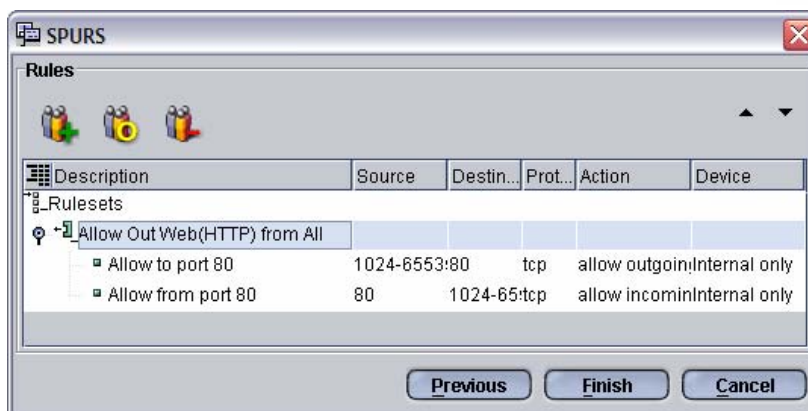 SPURS
Rules
Description Source Destin... Prot... Action Device
Rulesets
Allow Out Web(HTTP) from All
Allow to port 80 1024-6553 80 tcp allow outgoin Internal only
Allow from port 80 80 1024-65 tcp allow incomin Internal only
Previous Finish Cancel